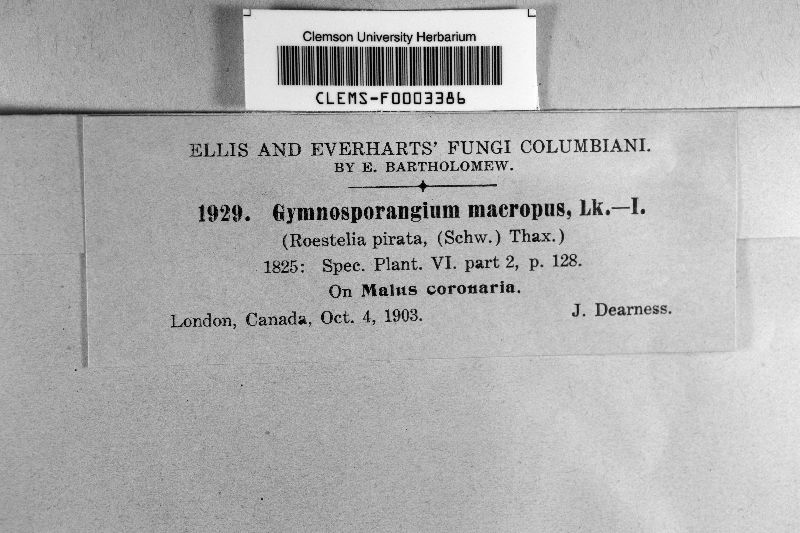 Clemson University Herbarium
CLEMS-F0003386
ELLIS AND EVERHARTS' FUNGI COLUMBIANI.
BY E. BARTHOLOMEW.
1929. Gymnosporangium macropus, Lk.—I.
(Roestelia pirata, (Schw.) Thax.)
1825: Spec. Plant. VI. part 2, p. 128.
On Malus coronaria.
London, Canada, Oct. 4, 1903. J. Dearness.